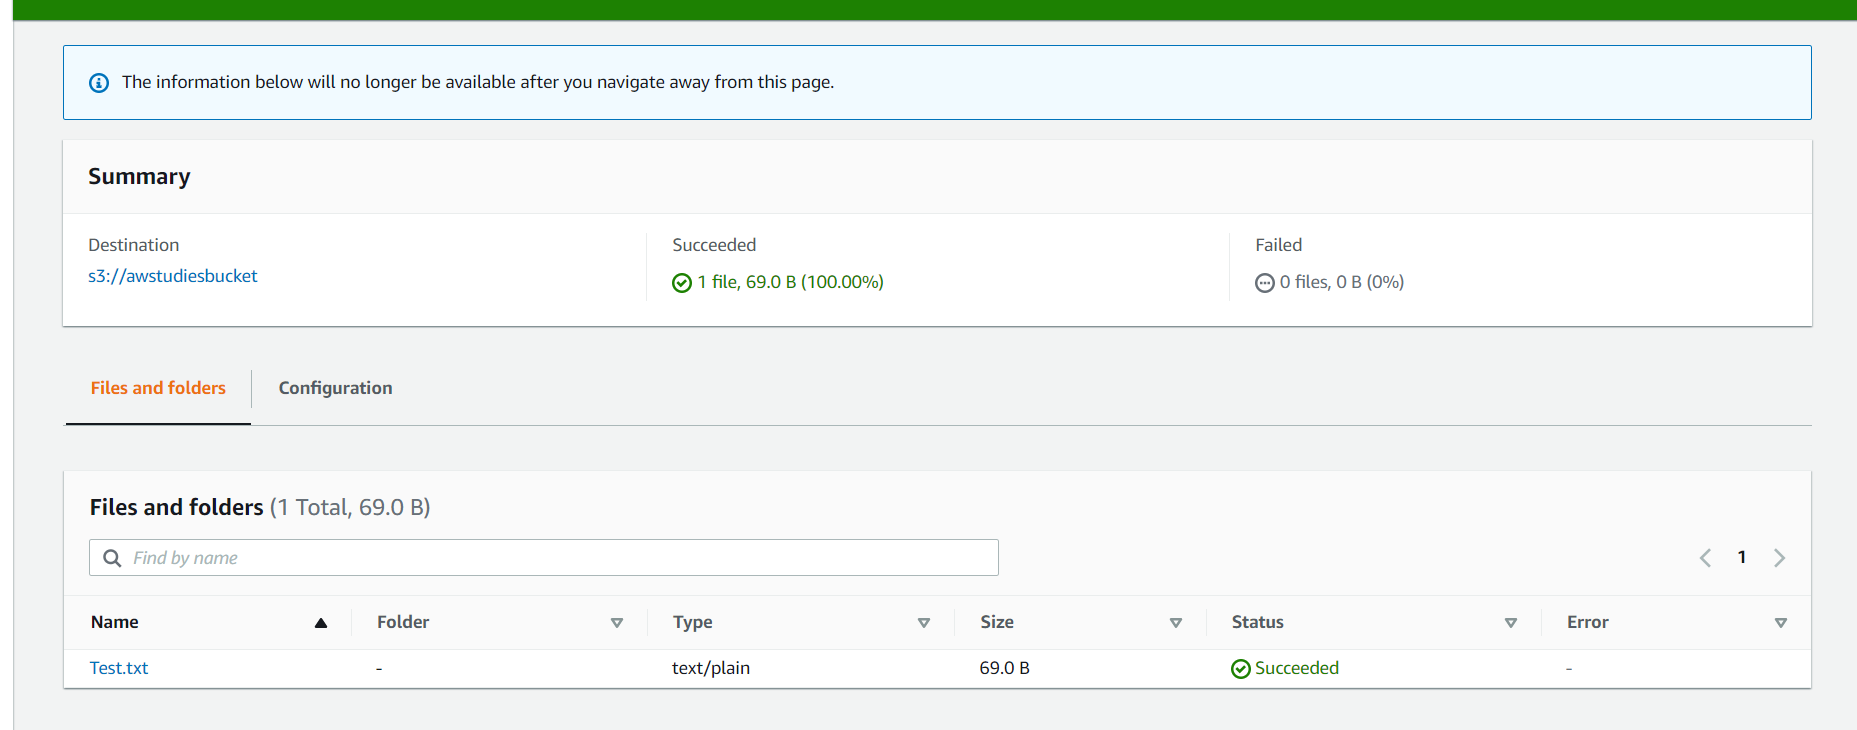 The information below will no longer be available after you navigate away from this page.
Summary
Destination
s3://awstudiesbucket
Succeeded
1 file, 69.0 B (100.00%)
Failed
0 files, 0 B (0%)
Files and folders
Configuration
Files and folders (1 Total, 69.0 B)
Find by name
1
Name Folder Type Size Status Error
Test.txt - text/plain 69.0 B Succeeded -